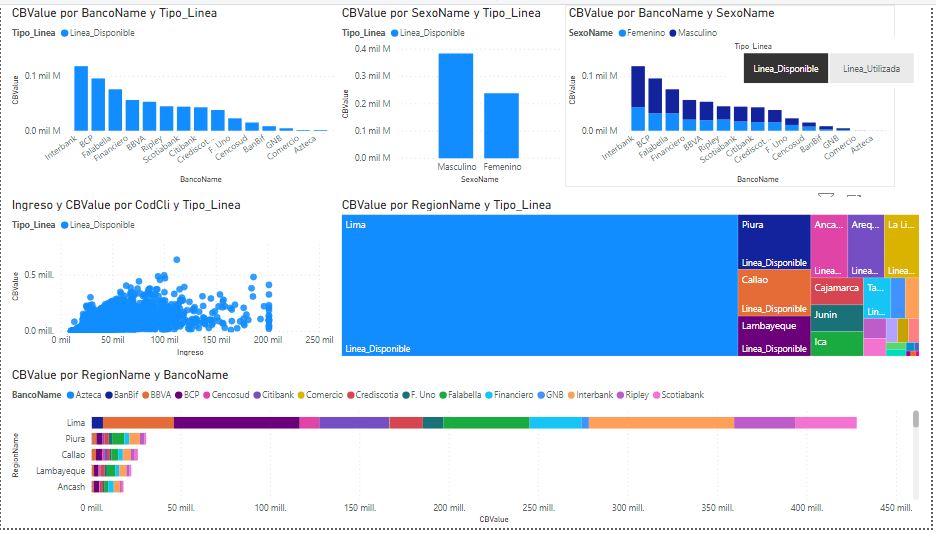 CBValue por BancoName y Tipo_Linea
Tipo_Linea Linea_Disponible
CBValue
0.1 mil M
0.0 mil M
Interbank
BCP
Falabella
Financiero
BBVA
Ripley
Scotiabank
Citibank
Crediscot...
F. Uno
Cencosud
BanBif
GNB
Comercio
Azteca
BancoName
CBValue por SexoName y Tipo_Linea
Tipo_Linea Linea_Disponible
CBValue
0.4 mil M
0.3 mil M
0.2 mil M
0.1 mil M
0.0 mil M
Masculino Femenino
SexoName
CBValue por BancoName y SexoName
SexoName Femenino Masculino
Tipo_Linea
Linea_Disponible Linea_Utilizada
CBValue
0.1 mil M
0.0 mil M
Interbank
BCP
Falabella
Financiero
BBVA
Ripley
Scotiabank
Citibank
Crediscot...
F. Uno
Cencosud
BanBif
GNB
Comercio
Azteca
BancoName
Ingreso y CBValue por CodCli y Tipo_Linea
Tipo_Linea Linea_Disponible
CBValue
0.5 mill.
0.0 mill.
0 mil 50 mil 100 mil 150 mil 200 mil 250 mil
Ingreso
CBValue por RegionName y Tipo_Linea
Lima
Linea_Disponible
Piura
Linea_Disponible
Callao
Linea_Disponible
Lambayeque
Linea_Disponible
Anca...
Linea...
Areq...
Linea...
La Li...
Linea...
Cajamarca
Junin
Ica
Ta...
Lin...
CBValue por RegionName y BancoName
BancoName Azteca BanBif BBVA BCP Cencosud Citibank Comercio Crediscotia F. Uno Falabella Financiero GNB Interbank Ripley Scotiabank
RegionName
Lima
Piura
Callao
Lambayeque
Ancash
0 mill. 50 mill. 100 mill. 150 mill. 200 mill. 250 mill. 300 mill. 350 mill. 400 mill. 450 mill.
CBValue